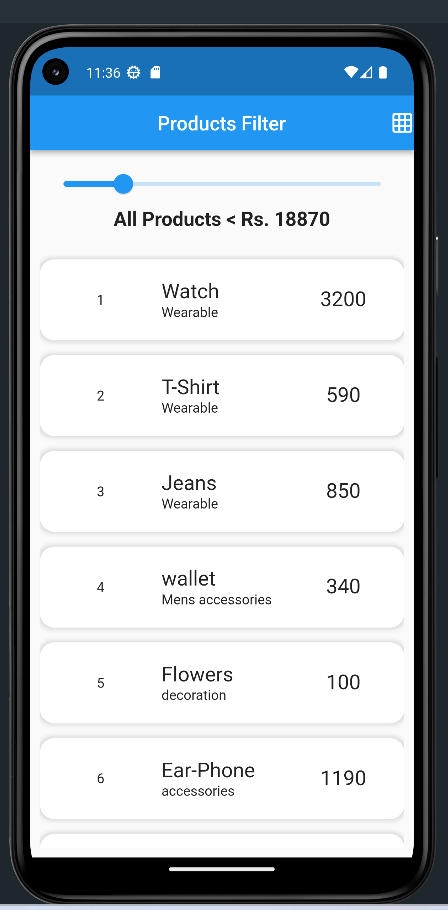 11:36
Products Filter
All Products < Rs. 18870
1
Watch
Wearable
3200
2
T-Shirt
Wearable
590
3
Jeans
Wearable
850
4
wallet
Mens accessories
340
5
Flowers
decoration
100
6
Ear-Phone
accessories
1190